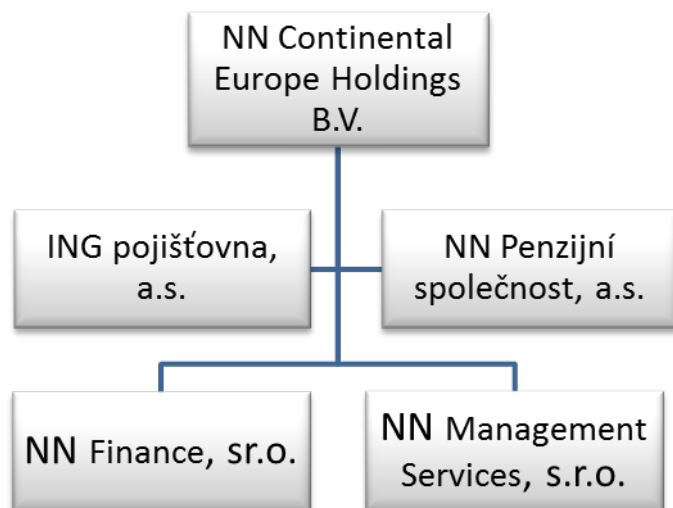 NN Continental
Europe Holdings
B.V.
ING pojišťovna,
a.s.
NN Penzijní
společnost, a.s.
NN Finance, sr.o.
NN Management
Services, s.r.o.